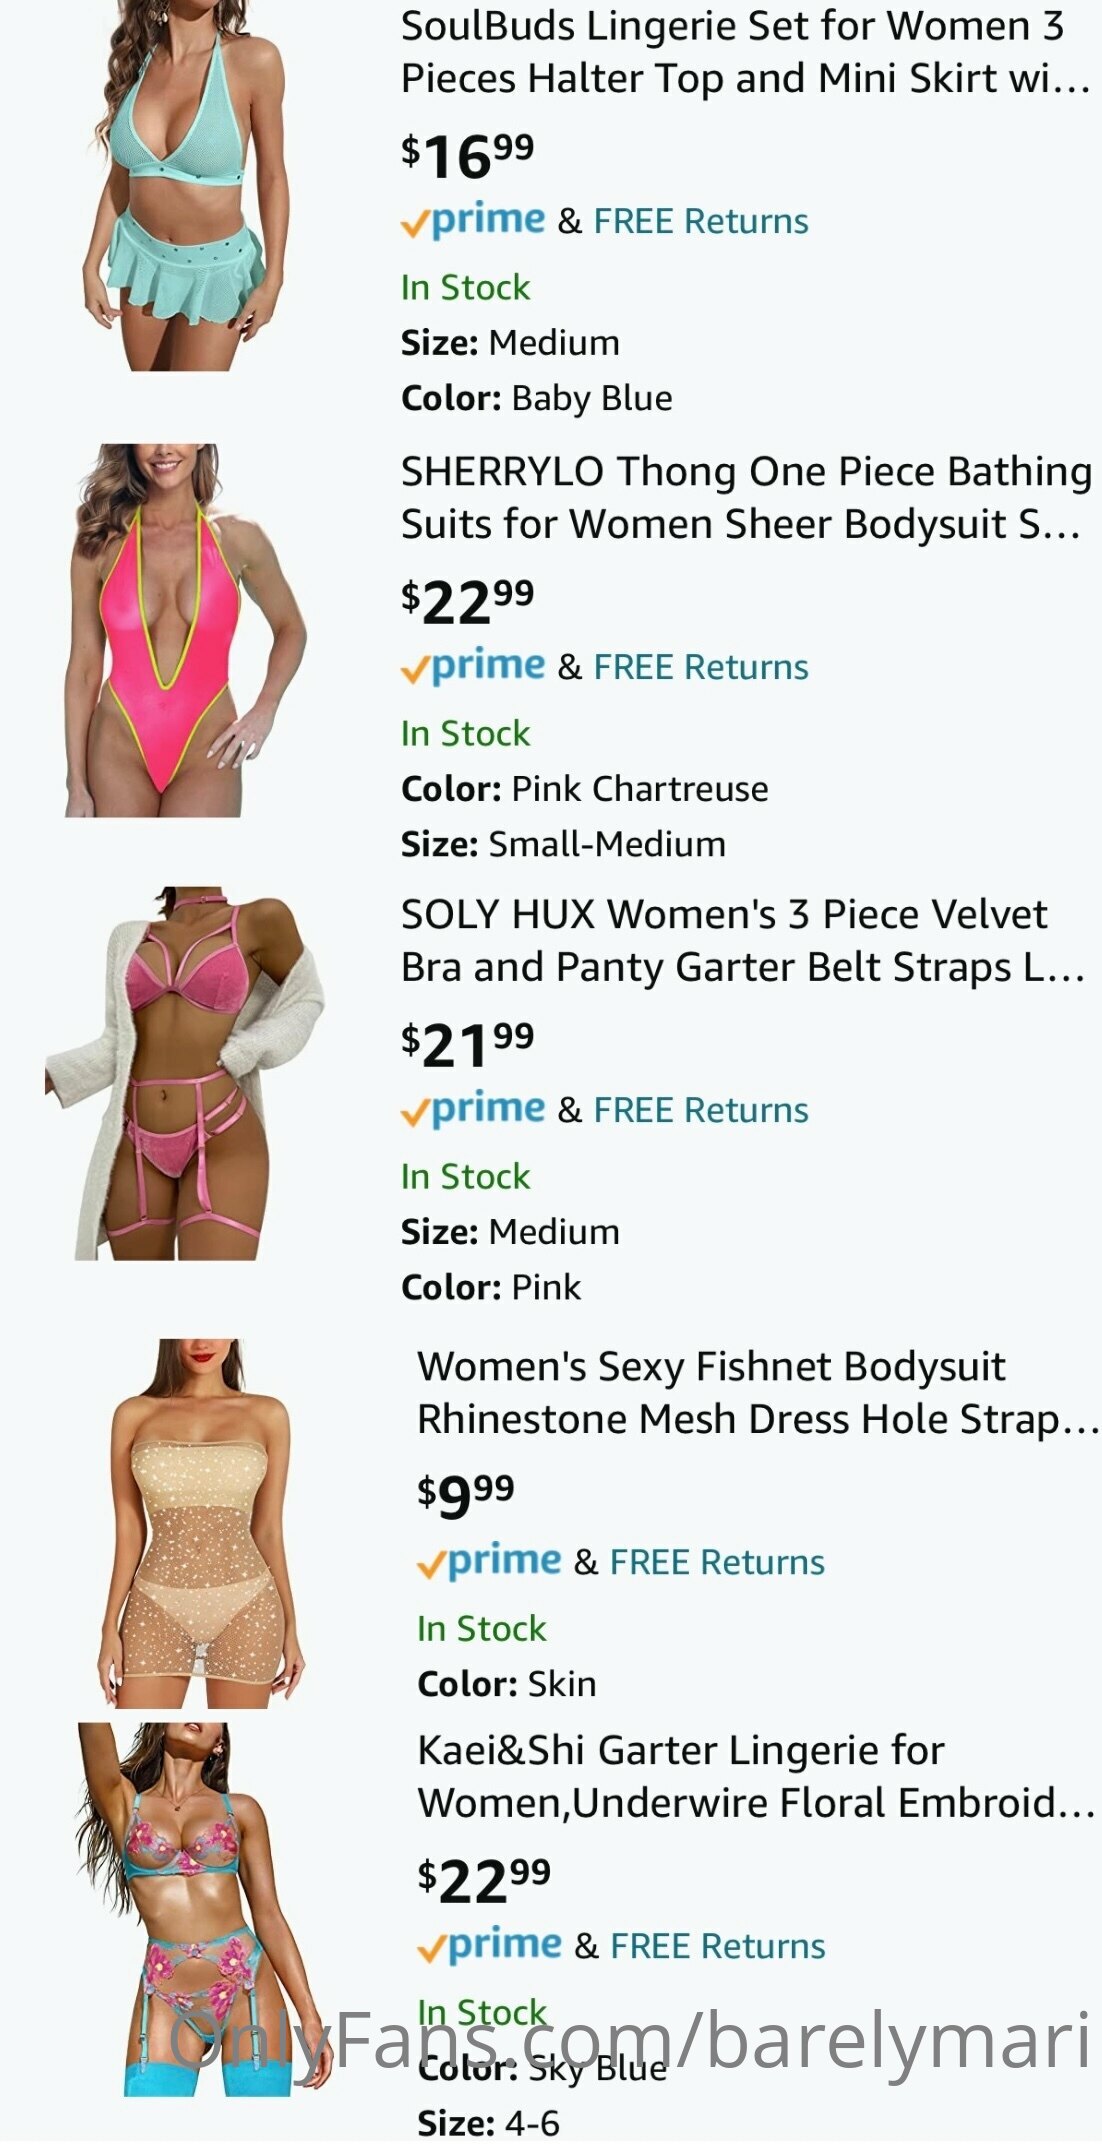 SoulBuds Lingerie Set for Women 3
Pieces Halter Top and Mini Skirt wi...
$16.99
prime & FREE Returns
In Stock
Size: Medium
Color: Baby Blue
SHERRYLO Thong One Piece Bathing
Suits for Women Sheer Bodysuit S...
$22.99
prime & FREE Returns
In Stock
Color: Pink Chartreuse
Size: Small-Medium
SOLY HUX Women's 3 Piece Velvet
Bra and Panty Garter Belt Straps L...
$21.99
prime & FREE Returns
In Stock
Size: Medium
Color: Pink
Women's Sexy Fishnet Bodysuit
Rhinestone Mesh Dress Hole Strap...
$9.99
prime & FREE Returns
In Stock
Color: Skin
Kaei&Shi Garter Lingerie for
Women,Underwire Floral Embroid...
$22.99
prime & FREE Returns
In Stock
OnlyFans.com/barelymari
Color: Sky Blue
Size: 4-6